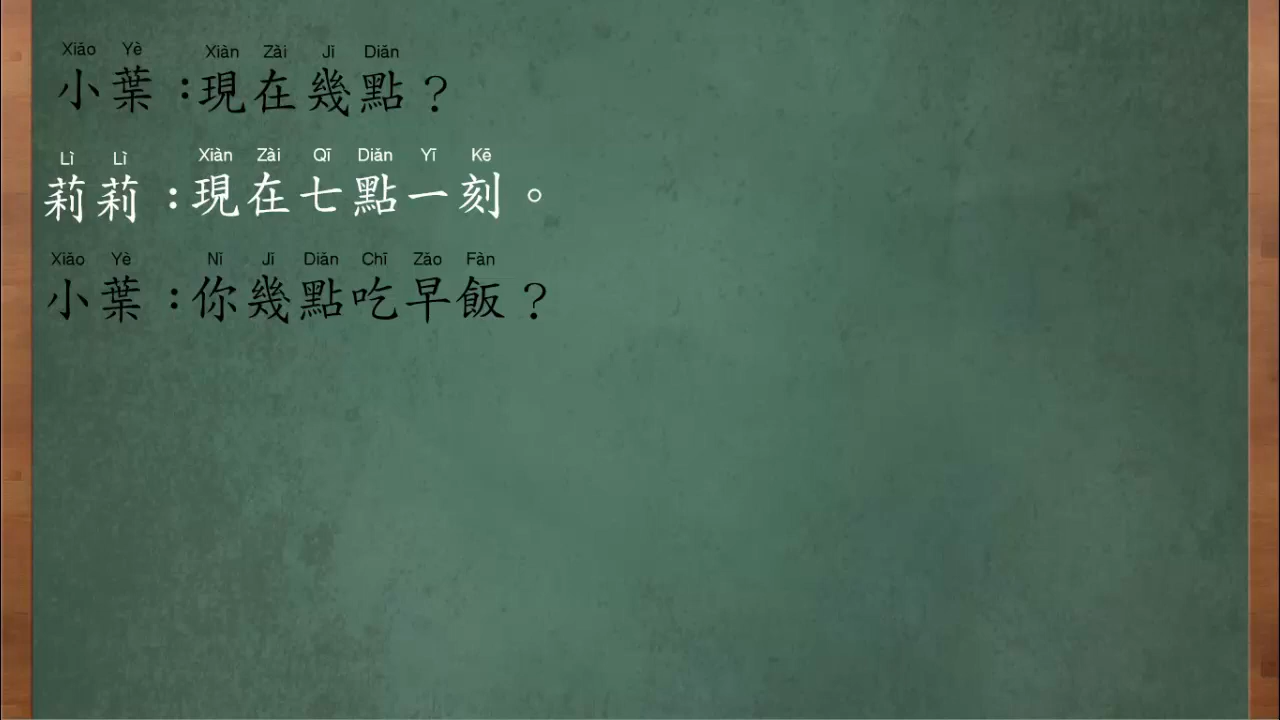 Xiǎo Yè Xiàn Zài Jǐ Diǎn
小葉：現在幾點？
Lì Lì Xiàn Zài Qī Diǎn Yī Kē
莉莉：現在七點一刻。
Xiǎo Yè Nǐ Jǐ Diǎn Chī Zǎo Fàn
小葉：你幾點吃早飯？